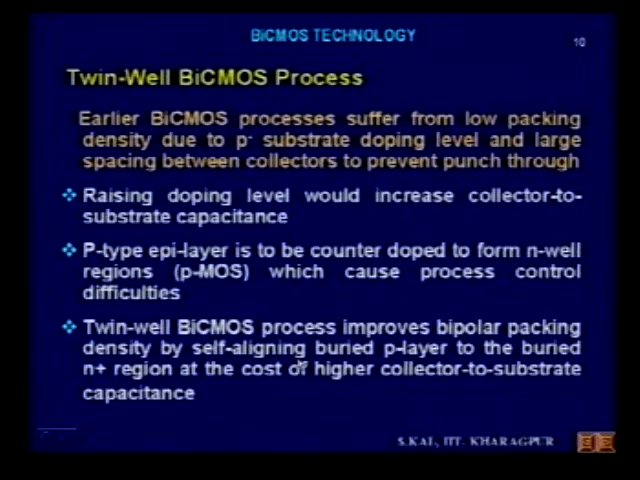 BiCMOS TECHNOLOGY
10
Twin-Well BiCMOS Process
Earlier BiCMOS processes suffer from low packing
density due to p- substrate doping level and large
spacing between collectors to prevent punch through
❖ Raising doping level would increase collector-to-
substrate capacitance
❖ P-type epi-layer is to be counter doped to form n-well
regions (p-MOS) which cause process control
difficulties
❖ Twin-well BiCMOS process improves bipolar packing
density by self-aligning buried p-layer to the buried
n+ region at the cost of higher collector-to-substrate
capacitance
S.KAL, IIT- KHARAGPUR